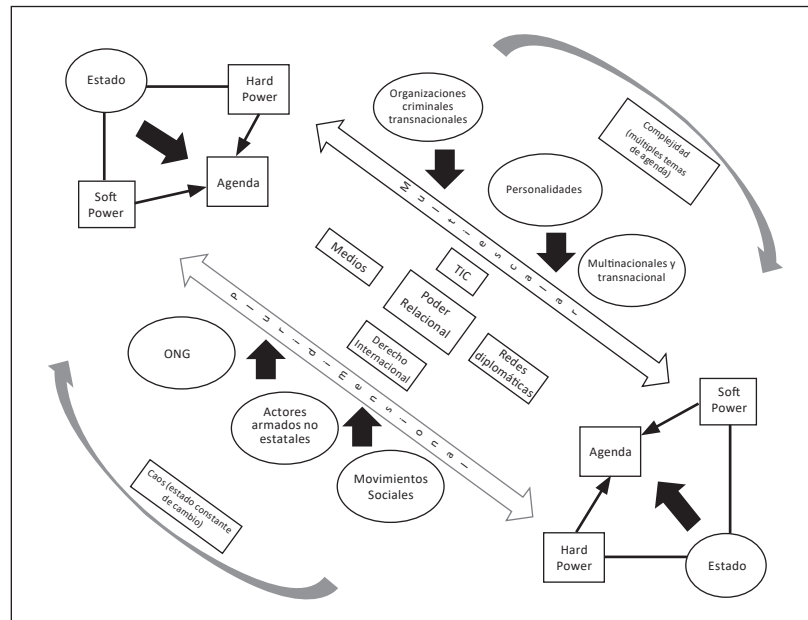 Estado
Hard
Power
Soft
Power
Agenda
Organizaciones
criminales
transnacionales
Personalidades
Multinacionales y
transnacional
Complejidad
(múltiples temas
de agenda)
Multiescalar
Medios
TIC
Poder
Relacional
Derecho
Internacional
Redes
diplomáticas
Pluridimensional
ONG
Actores
armados no
estatales
Movimientos
Sociales
Caos (estado constante
de cambio)
Soft
Power
Agenda
Hard
Power
Estado